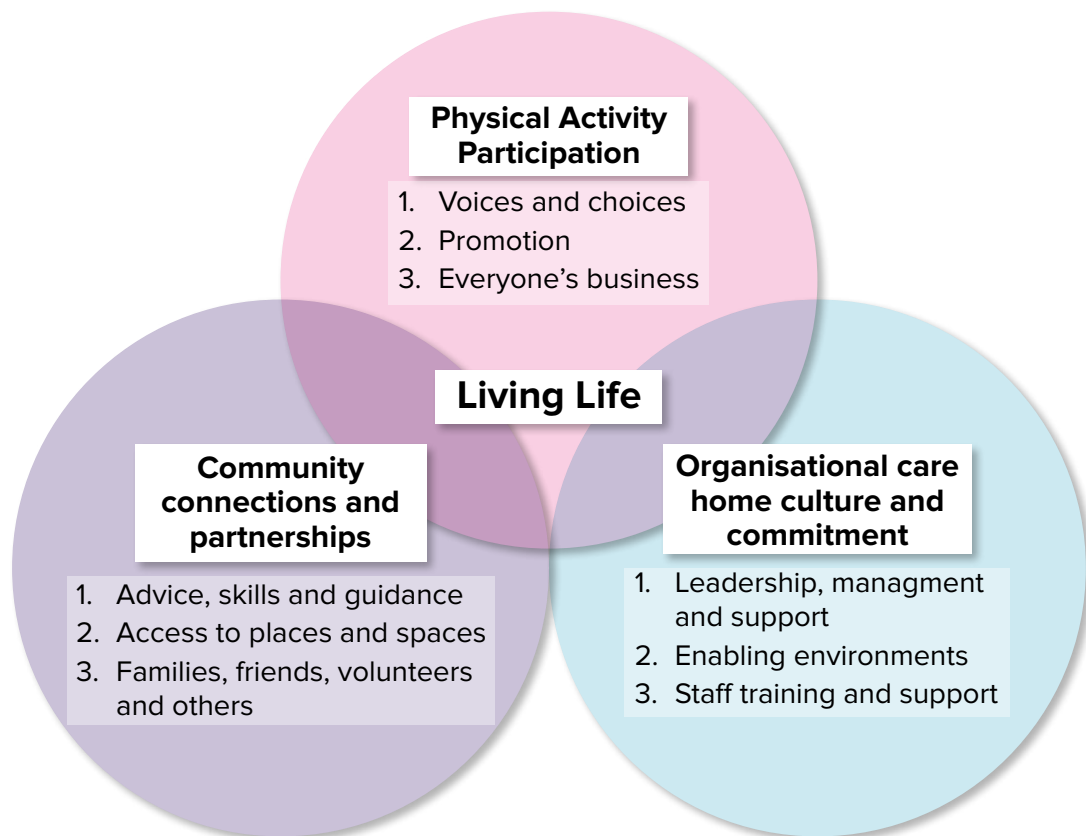 Physical Activity
Participation
1. Voices and choices
2. Promotion
3. Everyone’s business
Living Life
Community
connections and
partnerships
1. Advice, skills and guidance
2. Access to places and spaces
3. Families, friends, volunteers
and others
Organisational care
home culture and
commitment
1. Leadership, managment
and support
2. Enabling environments
3. Staff training and support